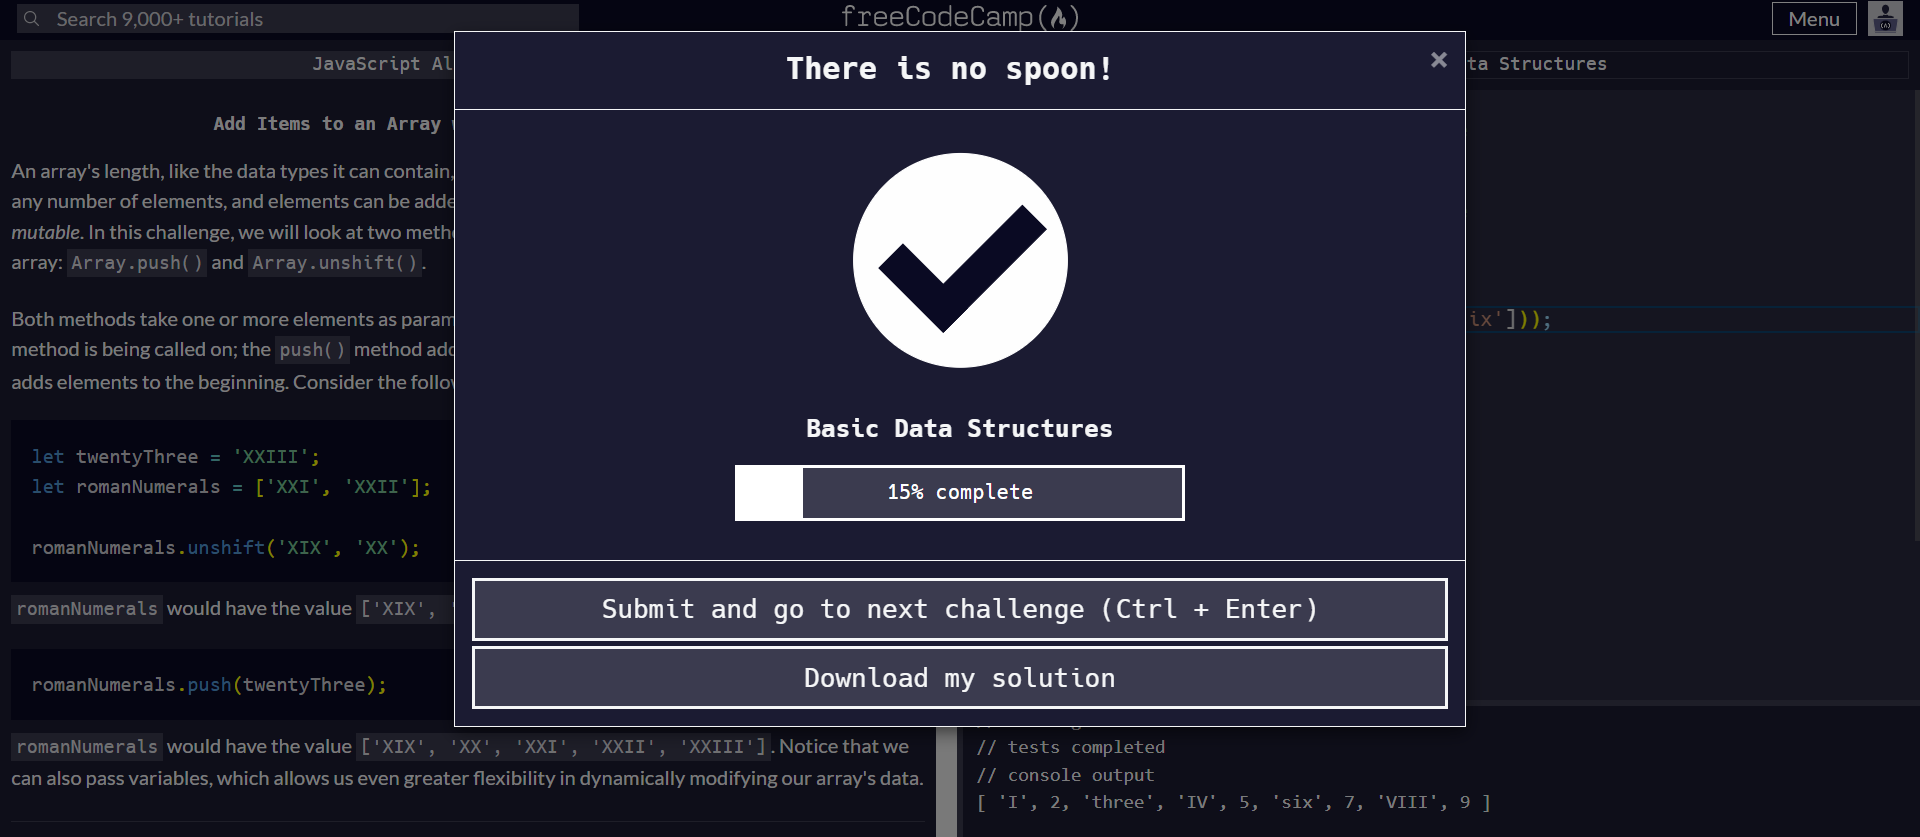 Search 9,000+ tutorials
freeCodeCamp(🔥)
Menu
JavaScript Al
ta Structures
There is no spoon!
×
Add Items to an Array
An array's length, like the data types it can contain,
any number of elements, and elements can be adde
mutable. In this challenge, we will look at two meth
array: Array.push() and Array.unshift().
Both methods take one or more elements as param
method is being called on; the push() method add
adds elements to the beginning. Consider the follow
let twentyThree = 'XXIII';
let romanNumerals = ['XXI', 'XXII'];
romanNumerals.unshift('XIX', 'XX');
romanNumerals would have the value ['XIX', '
romanNumerals.push(twentyThree);
romanNumerals would have the value ['XIX', 'XX', 'XXI', 'XXII', 'XXIII']. Notice that we
can also pass variables, which allows us even greater flexibility in dynamically modifying our array's data.
Basic Data Structures
15% complete
Submit and go to next challenge (Ctrl + Enter)
Download my solution
ix']));
// tests completed
// console output
[ 'I', 2, 'three', 'IV', 5, 'six', 7, 'VIII', 9 ]